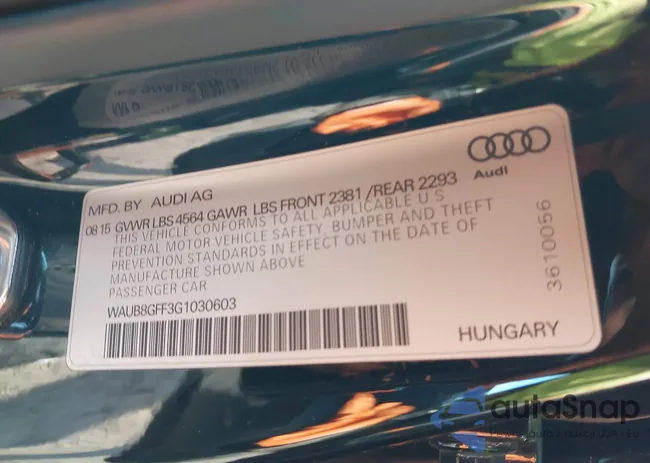 MFD. BY AUDI AG
0815 GVWR LBS 4564 GAWR LBS FRONT 2381 /REAR 2293
THIS VEHICLE CONFORMS TO ALL APPLICABLE U S
FEDERAL MOTOR VEHICLE SAFETY, BUMPER AND THEFT
PREVENTION STANDARDS IN EFFECT ON THE DATE OF
MANUFACTURE SHOWN ABOVE
PASSENGER CAR
WAUB8GFF3G1030603
Audi
3610056
HUNGARY
autoSnap